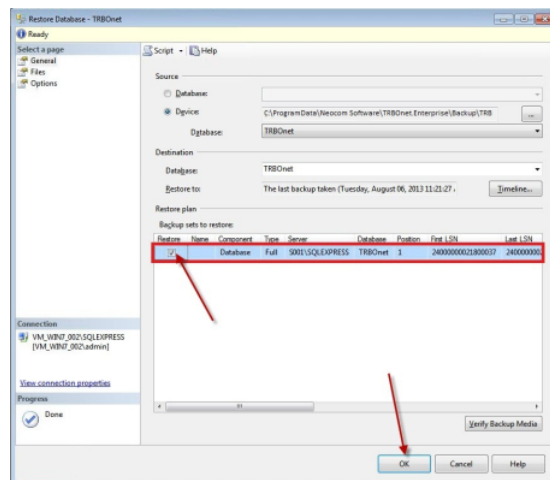 Restore Database - TRBOnet
Ready
Select a page
General
Files
Options
Script
Help
Source
Database:
Device:
C:\ProgramData\Neocom Software\TRBOnet.Enterprise\Backup\TRB
...
Database:
TRBOnet
Destination
Database:
TRBOnet
Restore to:
The last backup taken (Tuesday, August 06, 2013 11:21:27
Timeline...
Restore plan
Backup sets to restore:
Restore Name Component Type Server Database Position First LSN Last LSN
Database Full S001\SQLEXPRESS TRBOnet 1 24000000021800037 2400000002
Connection
VM_WIN7_002\SQLEXPRESS
[VM_WIN7_002\admin]
View connection properties
Progress
Done
Verify Backup Media
OK
Cancel
Help